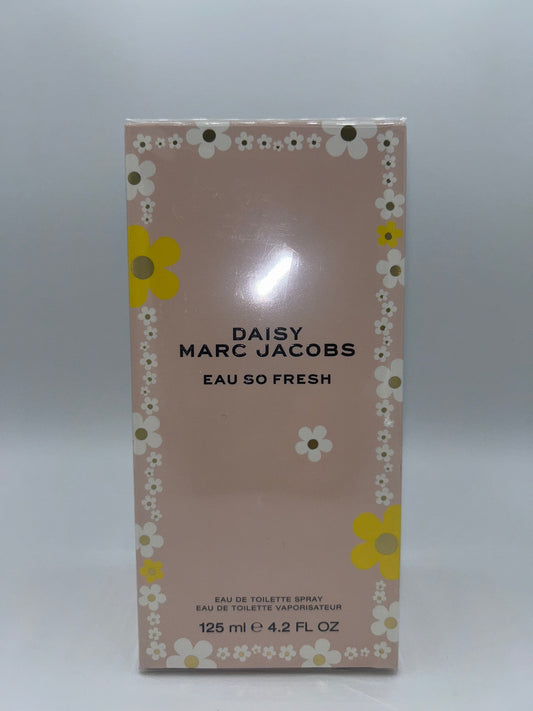 DAISY
MARC JACOBS
EAU SO FRESH
EAU DE TOILETTE SPRAY
EAU DE TOILETTE VAPORISATEUR
125 ml ℮ 4.2 FL OZ